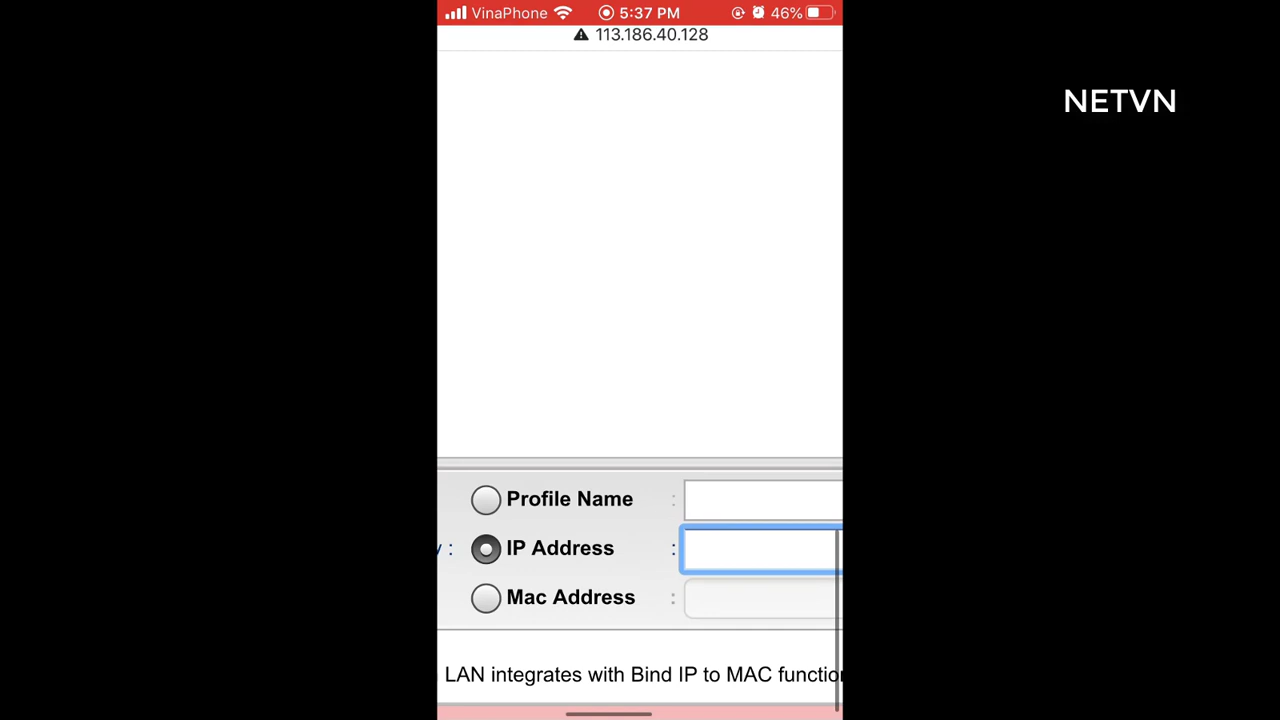 VinaPhone 5:37 PM 46%
113.186.40.128
NETVN
Profile Name :
: IP Address :
Mac Address :
LAN integrates with Bind IP to MAC function